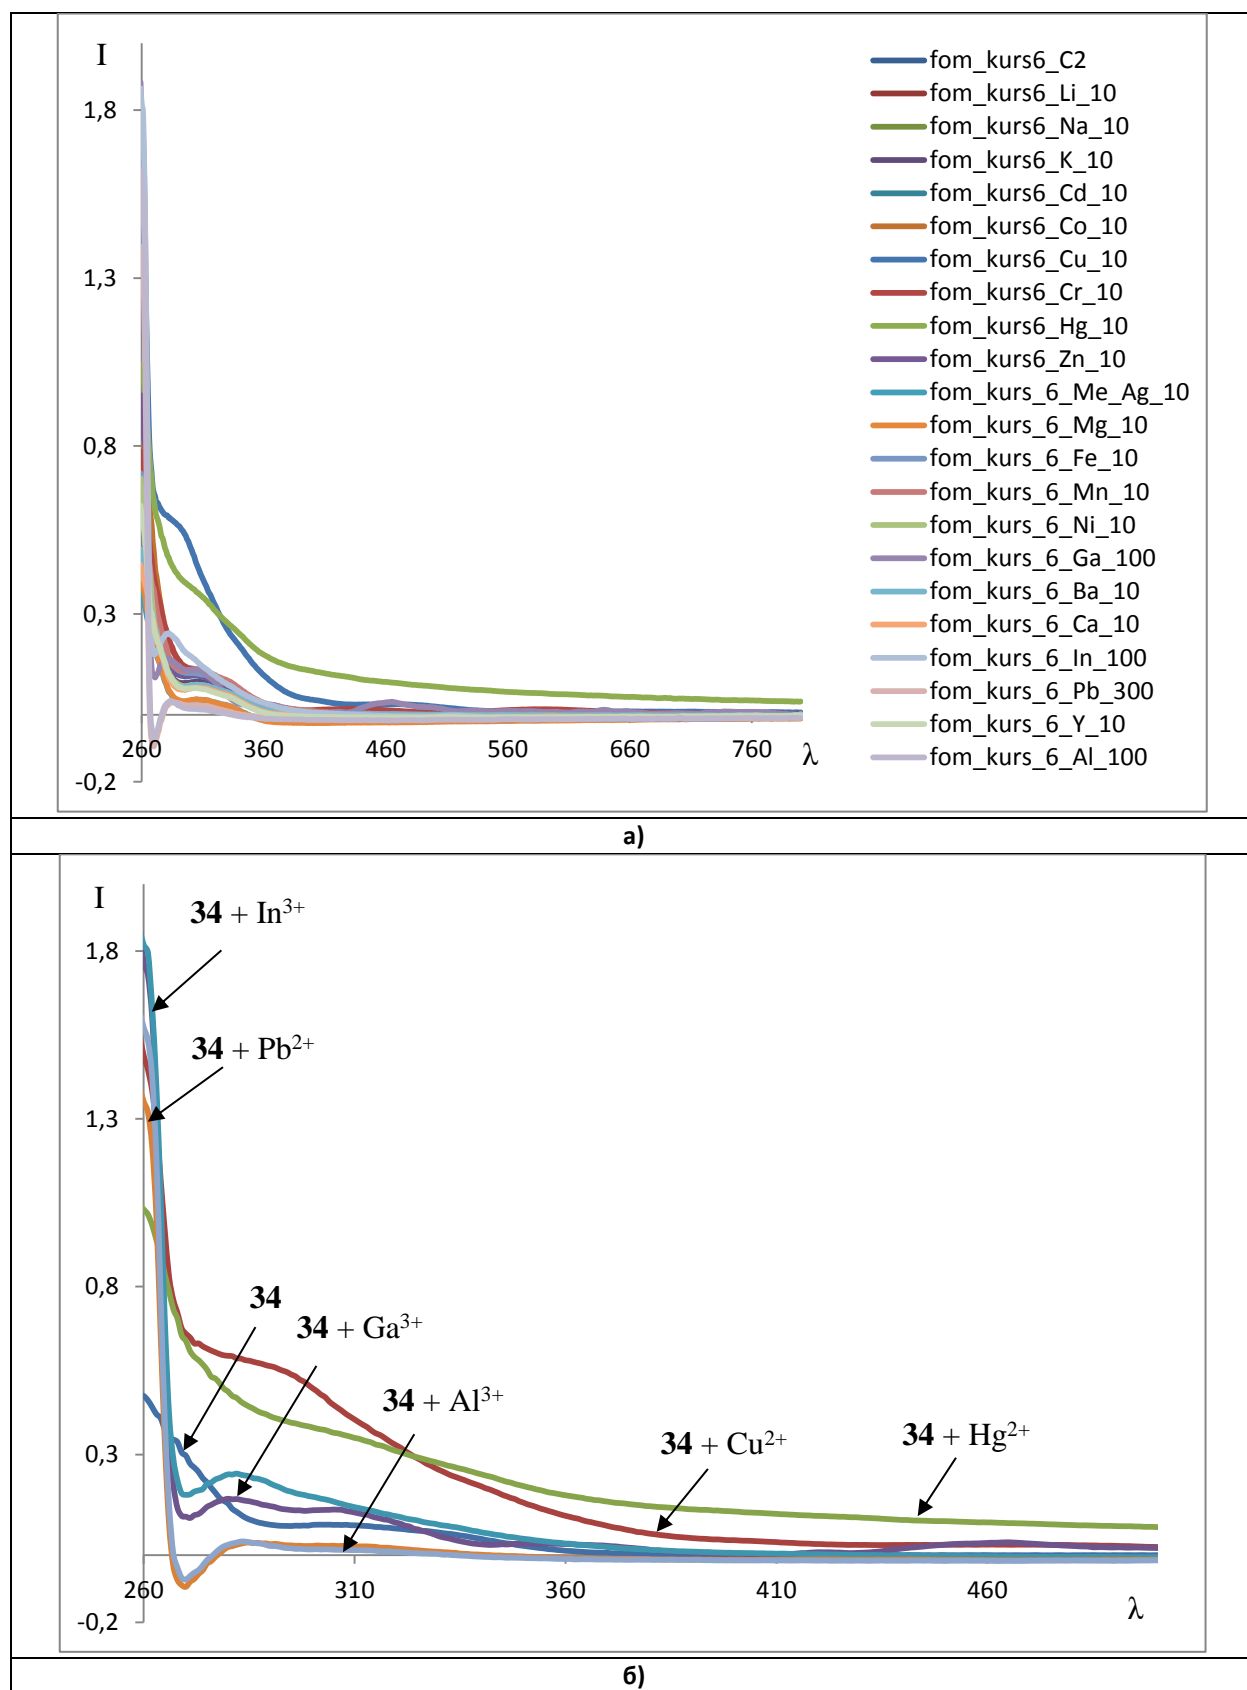 I
1,8
1,3
0,8
0,3
-0,2
260 360 460 560 660 760 λ
fom_kurs6_C2
fom_kurs6_Li_10
fom_kurs6_Na_10
fom_kurs6_K_10
fom_kurs6_Cd_10
fom_kurs6_Co_10
fom_kurs6_Cu_10
fom_kurs6_Cr_10
fom_kurs6_Hg_10
fom_kurs6_Zn_10
fom_kurs_6_Me_Ag_10
fom_kurs_6_Mg_10
fom_kurs_6_Fe_10
fom_kurs_6_Mn_10
fom_kurs_6_Ni_10
fom_kurs_6_Ga_100
fom_kurs_6_Ba_10
fom_kurs_6_Ca_10
fom_kurs_6_In_100
fom_kurs_6_Pb_300
fom_kurs_6_Y_10
fom_kurs_6_Al_100
а)
I
34 + In³⁺
1,8
34 + Pb²⁺
1,3
0,8
34
34 + Ga³⁺
34 + Al³⁺
34 + Cu²⁺
34 + Hg²⁺
0,3
-0,2
260 310 360 410 460
λ
б)